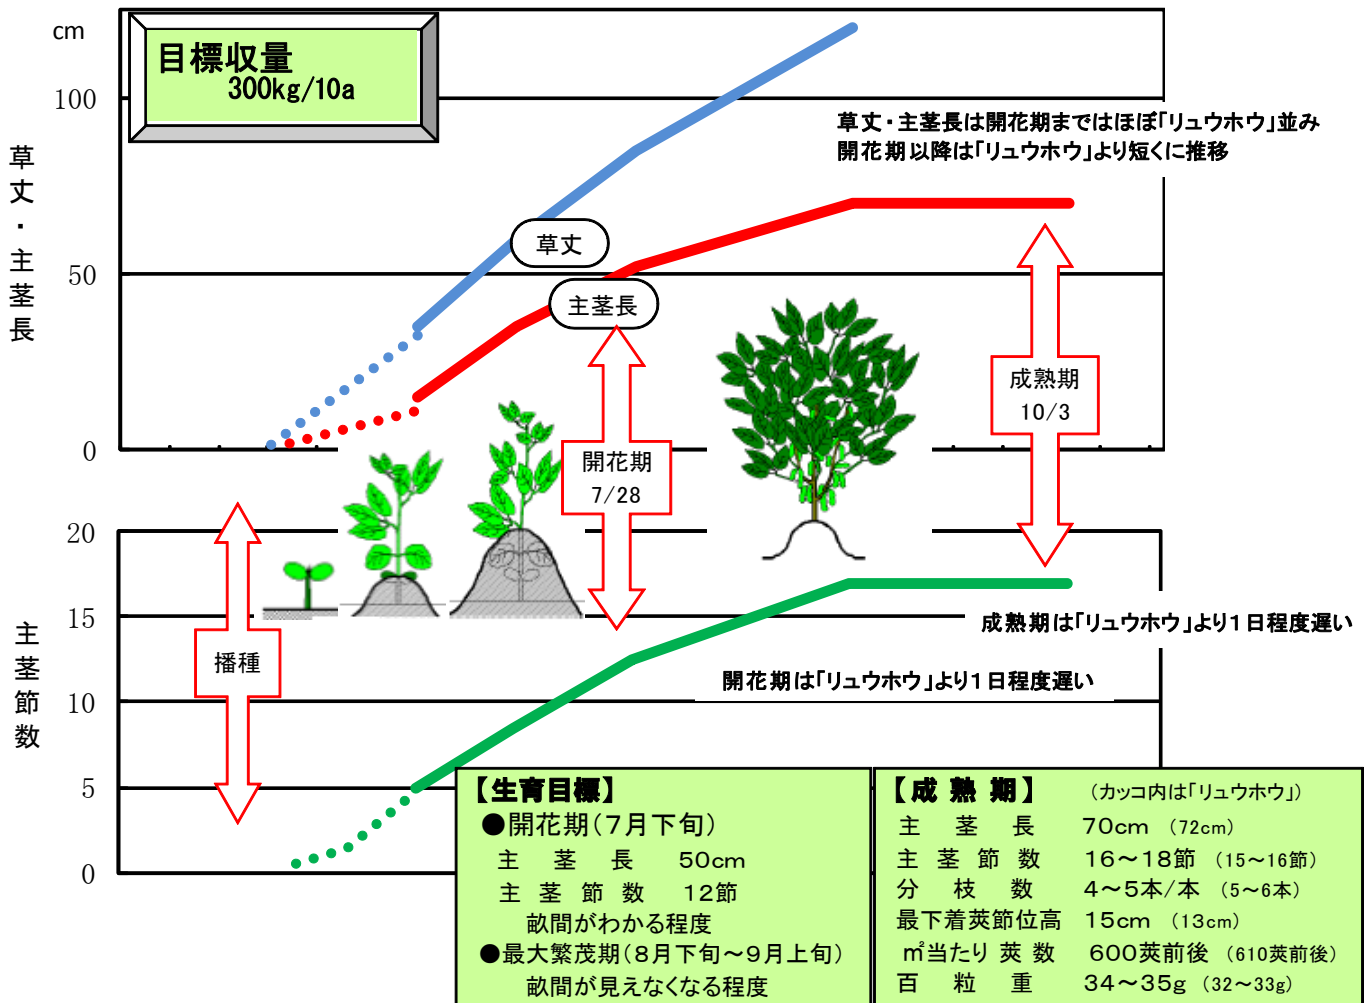 cm
目標収量
300kg/10a
100
50
0
草丈・主茎長
草丈・主茎長は開花期まではほぼ「リュウホウ」並み
開花期以降は「リュウホウ」より短くに推移
草丈
主茎長
開花期
7/28
成熟期
10/3
播種
20
15
10
5
0
主茎節数
成熟期は「リュウホウ」より1日程度遅い
開花期は「リュウホウ」より1日程度遅い
【生育目標】
●開花期(7月下旬)
主茎長 50cm
主茎節数 12節
畝間がわかる程度
●最大繁茂期(8月下旬～9月上旬)
畝間が見えなくなる程度
【成熟期】 (カッコ内は「リュウホウ」)
主茎長 70cm (72cm)
主茎節数 16～18節 (15～16節)
分枝数 4～5本/本 (5～6本)
最下着莢節位高 15cm (13cm)
㎡当たり莢数 600莢前後 (610莢前後)
百粒重 34～35g (32～33g)